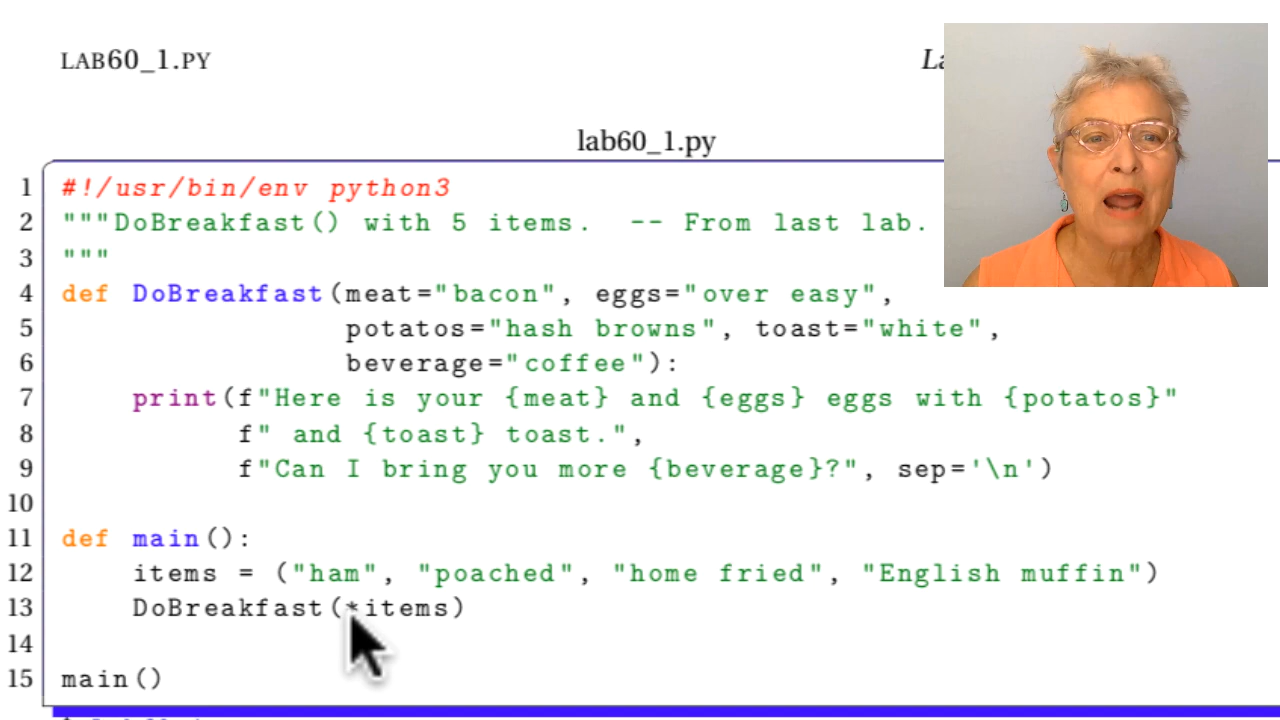 LAB60_1.PY
lab60_1.py
1 #!/usr/bin/env python3
2 """DoBreakfast() with 5 items.  -- From last lab.
3 """
4 def DoBreakfast(meat="bacon", eggs="over easy",
5                 potatos="hash browns", toast="white",
6                 beverage="coffee"):
7     print(f"Here is your {meat} and {eggs} eggs with {potatos}"
8           f" and {toast} toast.",
9           f"Can I bring you more {beverage}?", sep='\n')
10
11 def main():
12     items = ("ham", "poached", "home fried", "English muffin")
13     DoBreakfast(*items)
14
15 main()